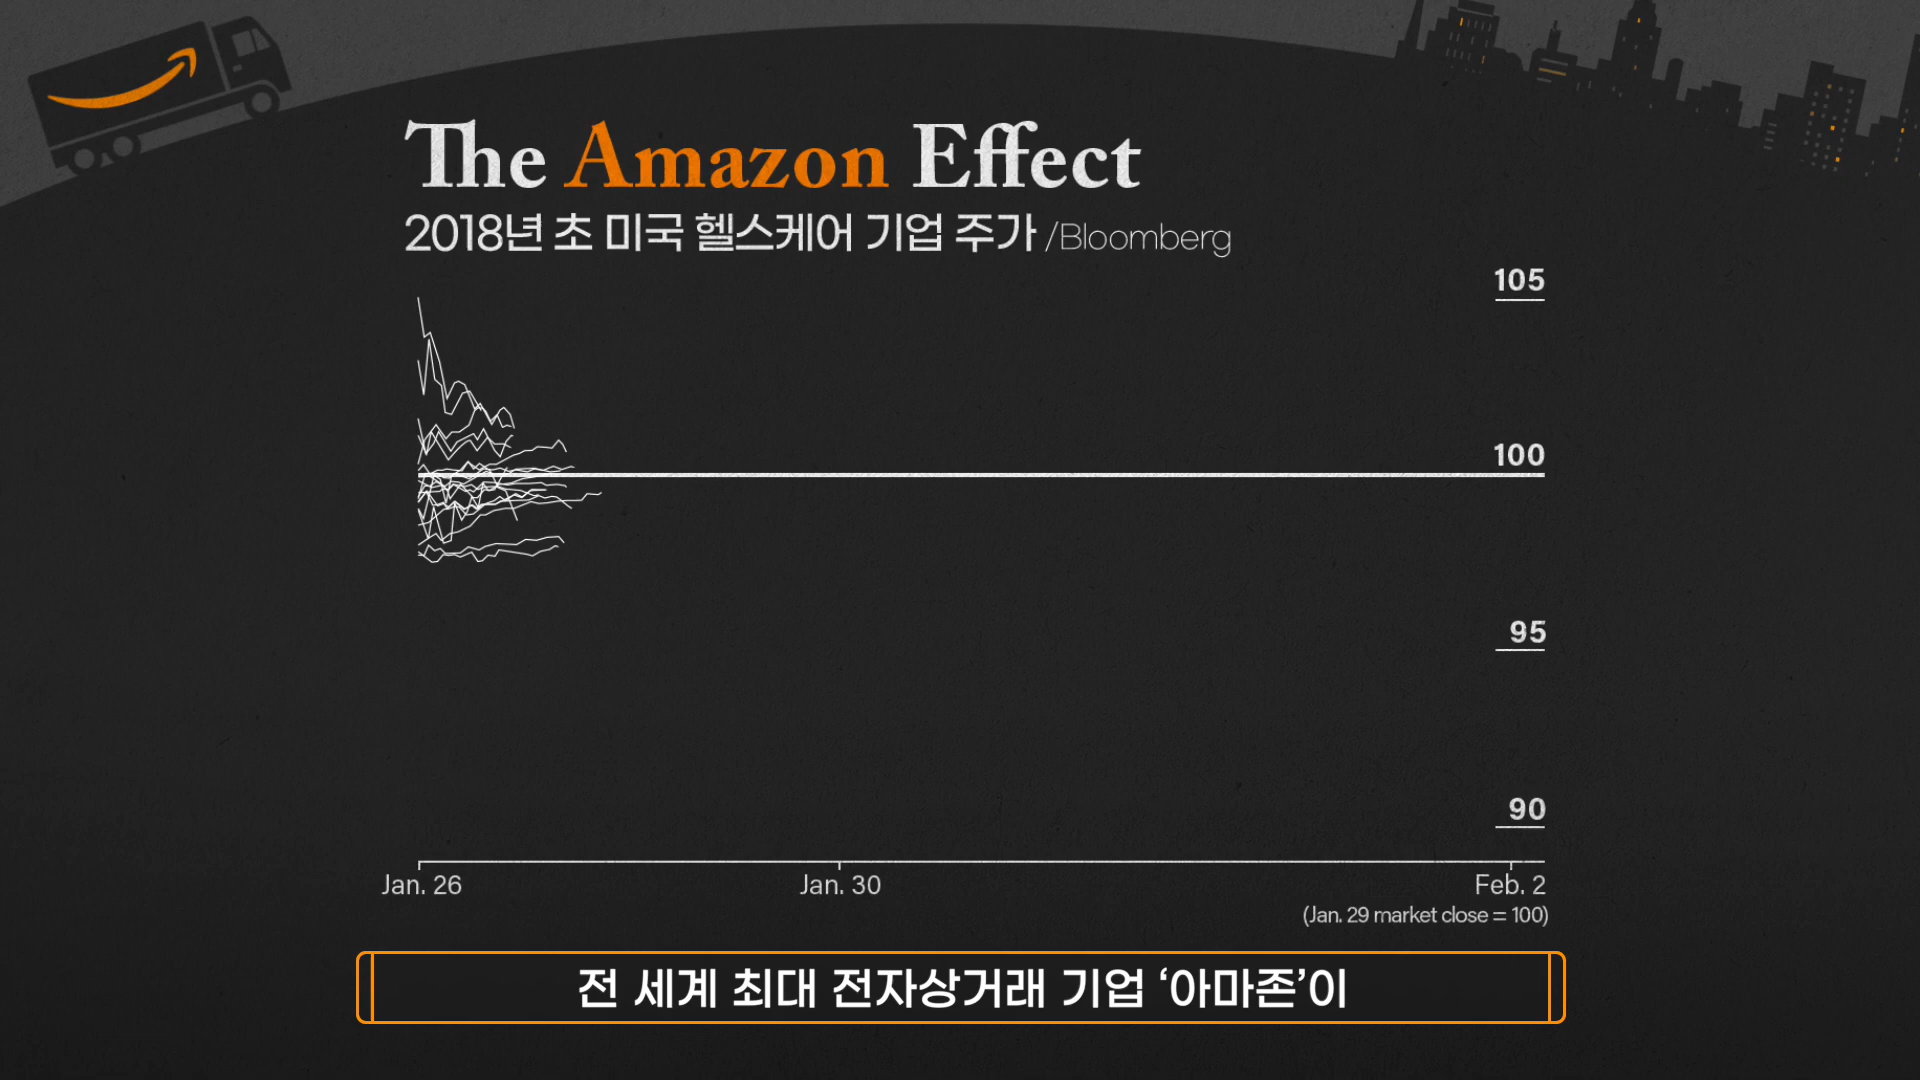 The Amazon Effect
2018년 초 미국 헬스케어 기업 주가 /Bloomberg
105
100
95
90
Jan. 26
Jan. 30
Feb. 2
(Jan. 29 market close = 100)
전 세계 최대 전자상거래 기업 ‘아마존’이